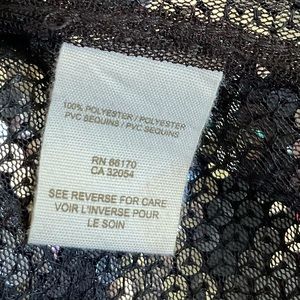 100% POLYESTER / POLYESTER
PVC SEQUINS / PVC SEQUINS
RN 66170
CA 32054
SEE REVERSE FOR CARE
VOIR L'INVERSE POUR
LE SOIN